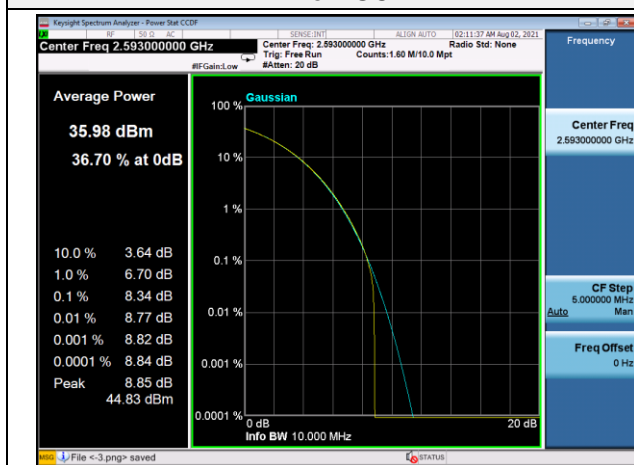 Keysight Spectrum Analyzer - Power Stat CCDF
RF 50 Ω AC SENSE:INT ALIGN AUTO 02:11:37 AM Aug 02, 2021
Center Freq 2.593000000 GHz
Center Freq: 2.593000000 GHz Radio Std: None
Trig: Free Run Counts:1.60 M/10.0 Mpt
#IFGain:Low #Atten: 20 dB
Frequency
Average Power
35.98 dBm
36.70 % at 0dB
10.0 % 3.64 dB
1.0 % 6.70 dB
0.1 % 8.34 dB
0.01 % 8.77 dB
0.001 % 8.82 dB
0.0001 % 8.84 dB
Peak 8.85 dB
44.83 dBm
Gaussian
100 %
10 %
1 %
0.1 %
0.01 %
0.001 %
0.0001 %
0 dB 20 dB
Info BW 10.000 MHz
Center Freq
2.593000000 GHz
CF Step
5.000000 MHz
Auto Man
Freq Offset
0 Hz
MSG File <-3.png> saved STATUS